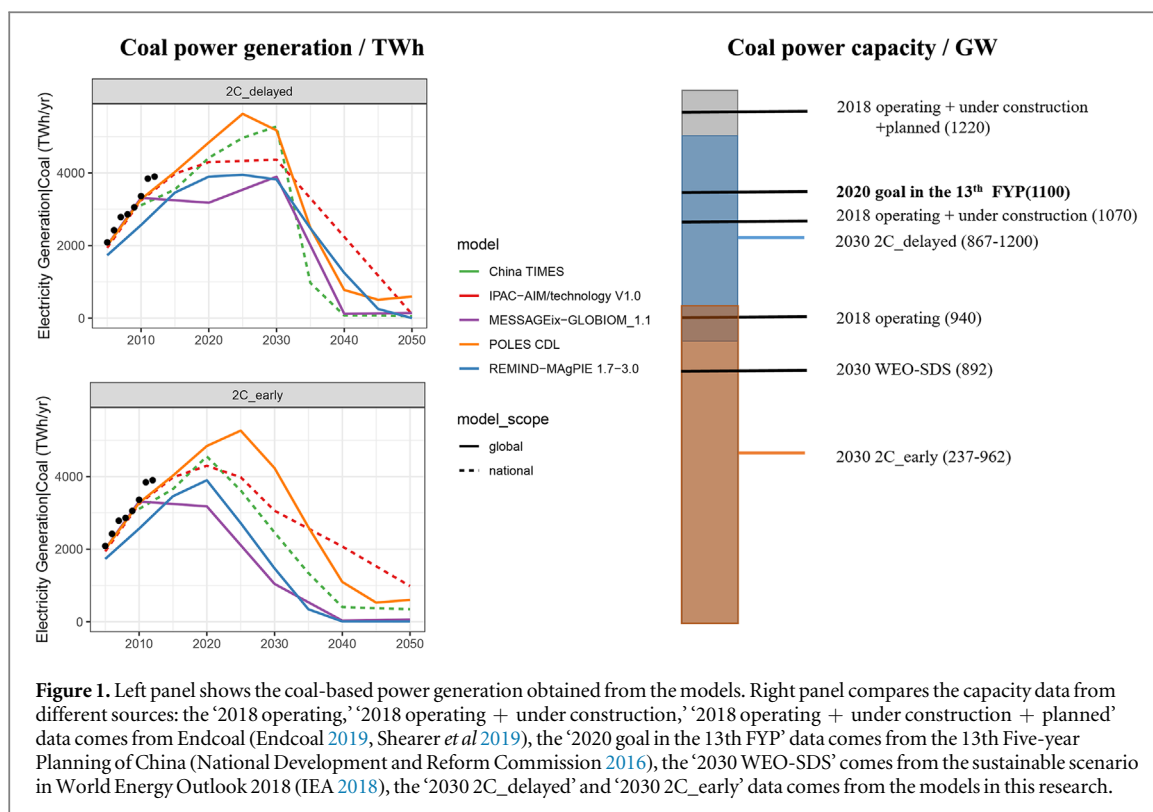 Coal power generation / TWh
2C_delayed
Electricity Generation|Coal (TWh/yr)
4000
2000
0
2010
2020
2030
2040
2050
2C_early
Electricity Generation|Coal (TWh/yr)
4000
2000
0
2010
2020
2030
2040
2050
model
China TIMES
IPAC−AIM/technology V1.0
MESSAGEix−GLOBIOM_1.1
POLES CDL
REMIND−MAgPIE 1.7−3.0
model_scope
global
national
Coal power capacity / GW
2018 operating + under construction
+planned (1220)
2020 goal in the 13th FYP(1100)
2018 operating + under construction (1070)
2030 2C_delayed (867-1200)
2018 operating (940)
2030 WEO-SDS (892)
2030 2C_early (237-962)
Figure 1. Left panel shows the coal-based power generation obtained from the models. Right panel compares the capacity data from
different sources: the ‘2018 operating,’ ‘2018 operating + under construction,’ ‘2018 operating + under construction + planned’
data comes from Endcoal (Endcoal 2019, Shearer et al 2019), the ‘2020 goal in the 13th FYP’ data comes from the 13th Five-year
Planning of China (National Development and Reform Commission 2016), the ‘2030 WEO-SDS’ comes from the sustainable scenario
in World Energy Outlook 2018 (IEA 2018), the ‘2030 2C_delayed’ and ‘2030 2C_early’ data comes from the models in this research.